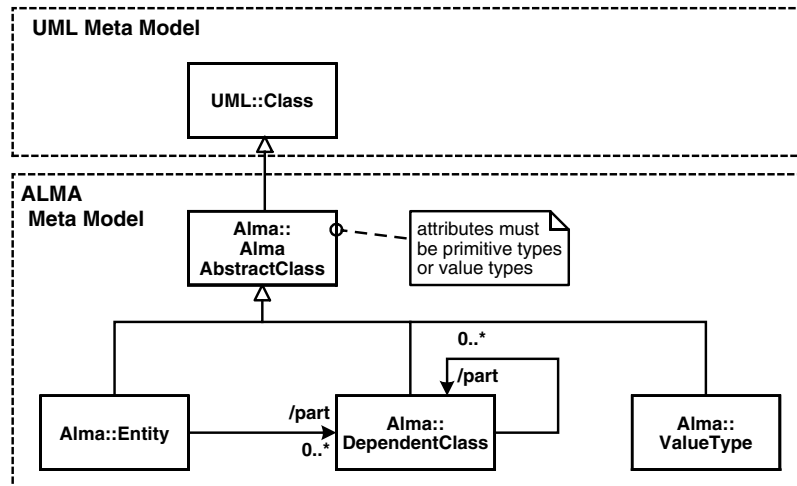 UML Meta Model
UML::Class
ALMA
Meta Model
Alma::
Alma
AbstractClass
attributes must
be primitive types
or value types
0..*
/part
Alma::Entity
/part
0..*
Alma::
DependentClass
Alma::
ValueType